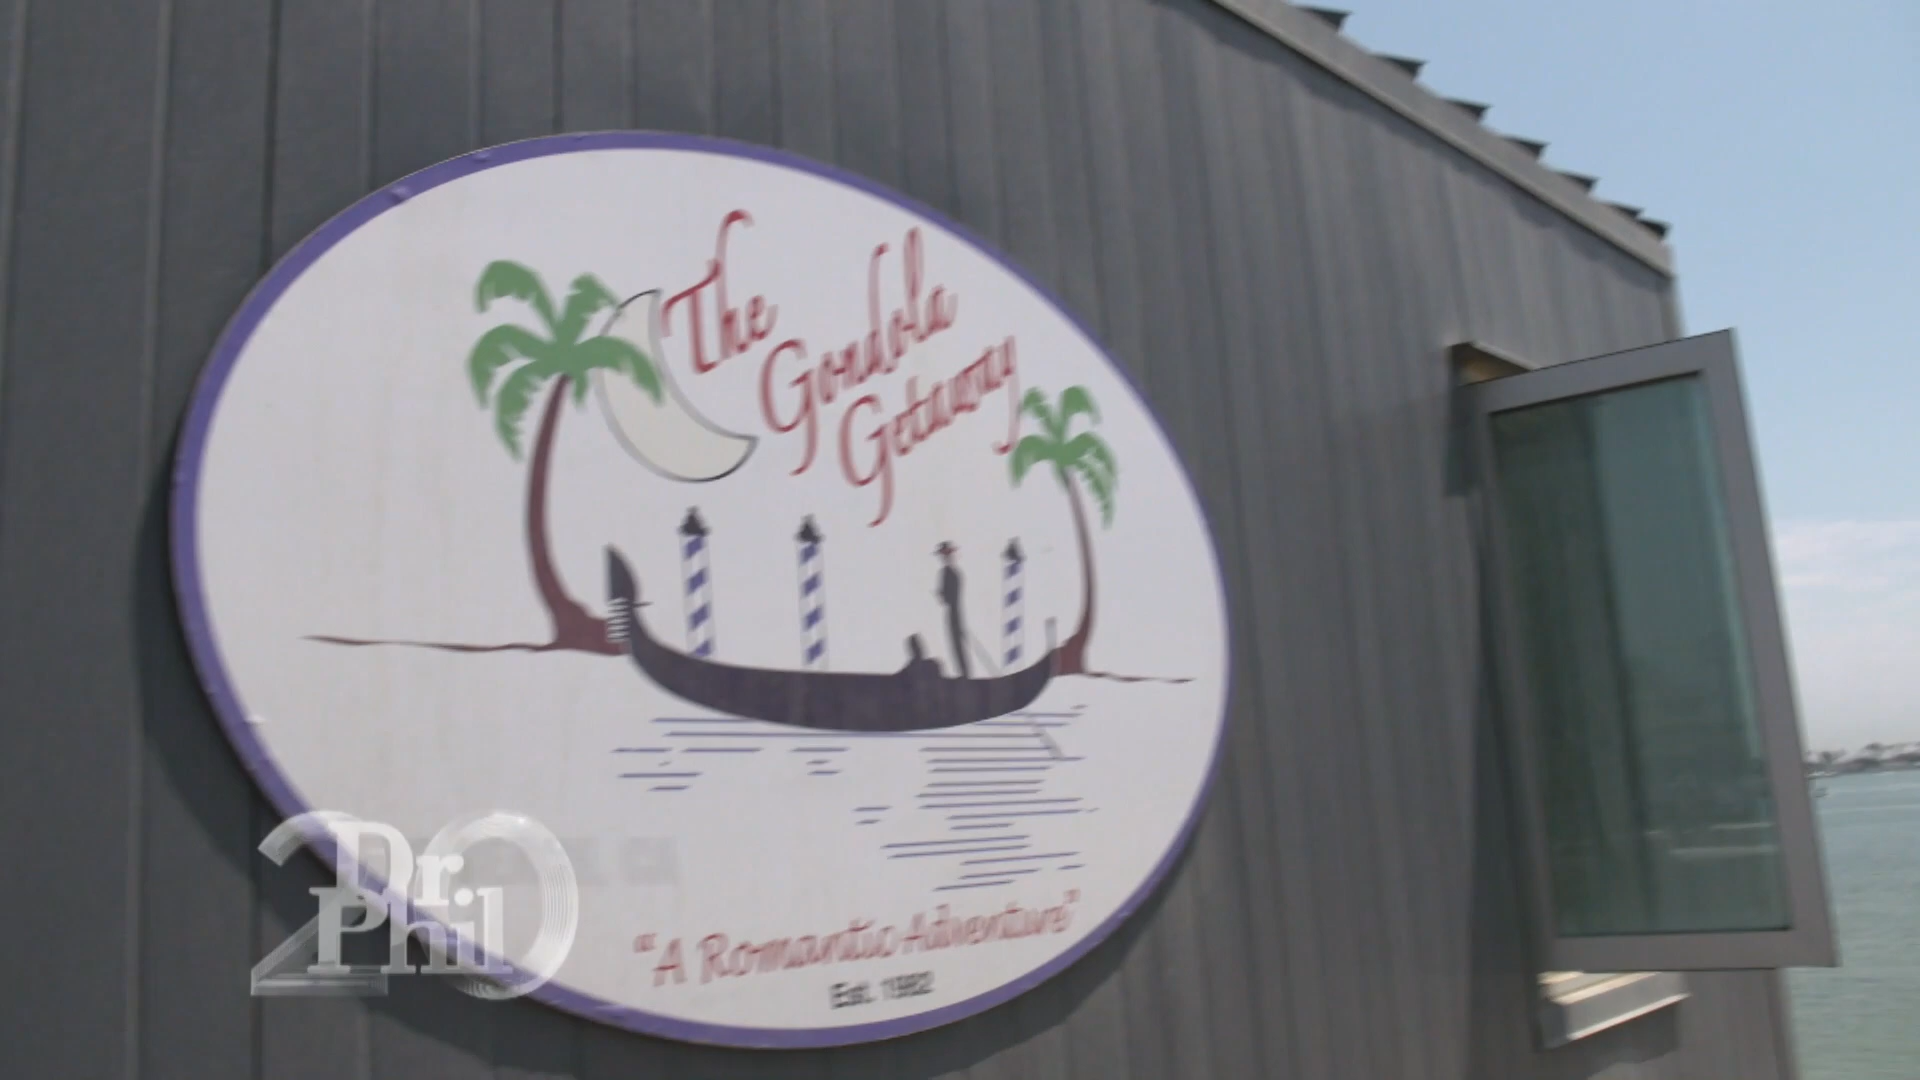 The
Gondola
Getaway
"A Romantic Adventure"
Est. 1982
20
Dr.
Phil